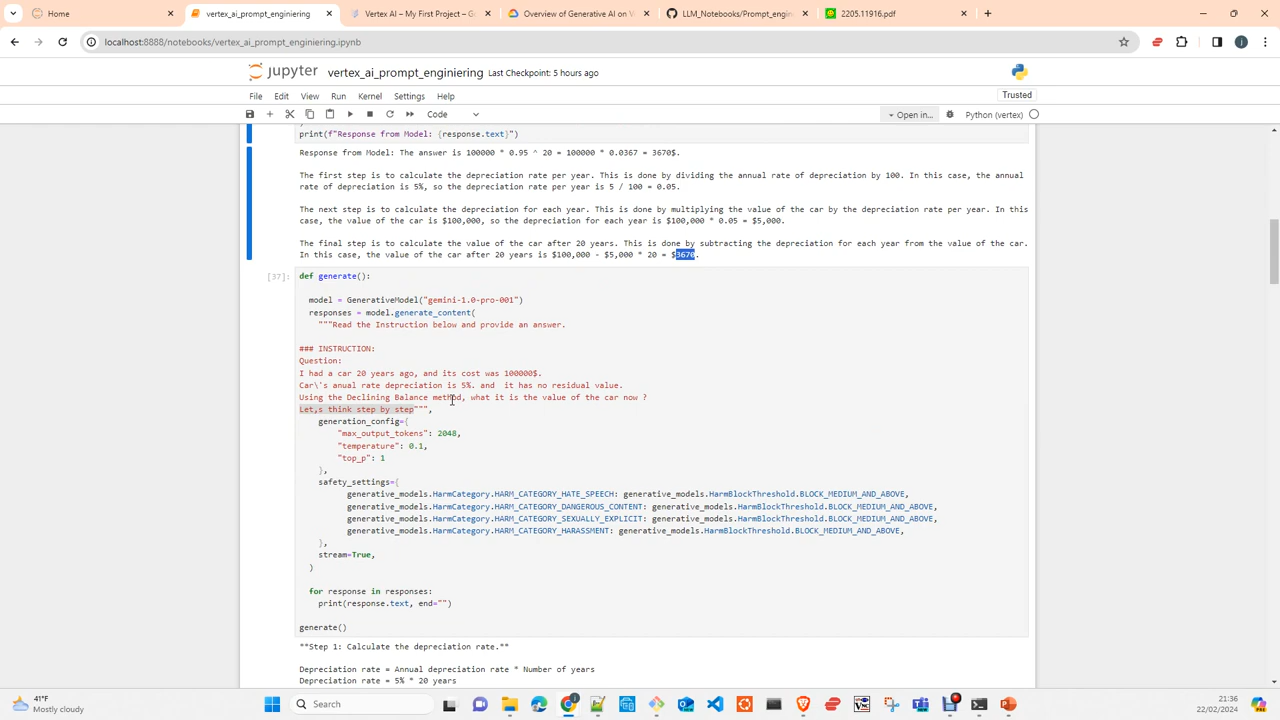 Home
vertex_ai_prompt_enginiering
Vertex AI – My First Project – G
Overview of Generative AI on V
LLM_Notebooks/Prompt_engin
2205.11916.pdf
localhost:8888/notebooks/vertex_ai_prompt_enginiering.ipynb
jupyter vertex_ai_prompt_enginiering Last Checkpoint: 5 hours ago
File Edit View Run Kernel Settings Help
Trusted
Code
Open in...
Python (vertex)
print(f"Response from Model: {response.text}")
Response from Model: The answer is 100000 * 0.95 ^ 20 = 100000 * 0.0367 = 3670$.
The first step is to calculate the depreciation rate per year. This is done by dividing the annual rate of depreciation by 100. In this case, the annual
rate of depreciation is 5%, so the depreciation rate per year is 5 / 100 = 0.05.
The next step is to calculate the depreciation for each year. This is done by multiplying the value of the car by the depreciation rate per year. In this
case, the value of the car is $100,000, so the depreciation for each year is $100,000 * 0.05 = $5,000.
The final step is to calculate the value of the car after 20 years. This is done by subtracting the depreciation for each year from the value of the car.
In this case, the value of the car after 20 years is $100,000 - $5,000 * 20 = $3670.
[37]:
def generate():
model = GenerativeModel("gemini-1.0-pro-001")
responses = model.generate_content(
"""Read the Instruction below and provide an answer.
### INSTRUCTION:
Question:
I had a car 20 years ago, and its cost was 100000$.
Car\'s anual rate depreciation is 5%. and  it has no residual value.
Using the Declining Balance method, what it is the value of the car now ?
Let,s think step by step""",
generation_config={
"max_output_tokens": 2048,
"temperature": 0.1,
"top_p": 1
},
safety_settings={
generative_models.HarmCategory.HARM_CATEGORY_HATE_SPEECH: generative_models.HarmBlockThreshold.BLOCK_MEDIUM_AND_ABOVE,
generative_models.HarmCategory.HARM_CATEGORY_DANGEROUS_CONTENT: generative_models.HarmBlockThreshold.BLOCK_MEDIUM_AND_ABOVE,
generative_models.HarmCategory.HARM_CATEGORY_SEXUALLY_EXPLICIT: generative_models.HarmBlockThreshold.BLOCK_MEDIUM_AND_ABOVE,
generative_models.HarmCategory.HARM_CATEGORY_HARASSMENT: generative_models.HarmBlockThreshold.BLOCK_MEDIUM_AND_ABOVE,
},
stream=True,
)
for response in responses:
print(response.text, end="")
generate()
**Step 1: Calculate the depreciation rate.**
Depreciation rate = Annual depreciation rate * Number of years
Depreciation rate = 5% * 20 years
41°F
Mostly cloudy
Search
21:36
22/02/2024